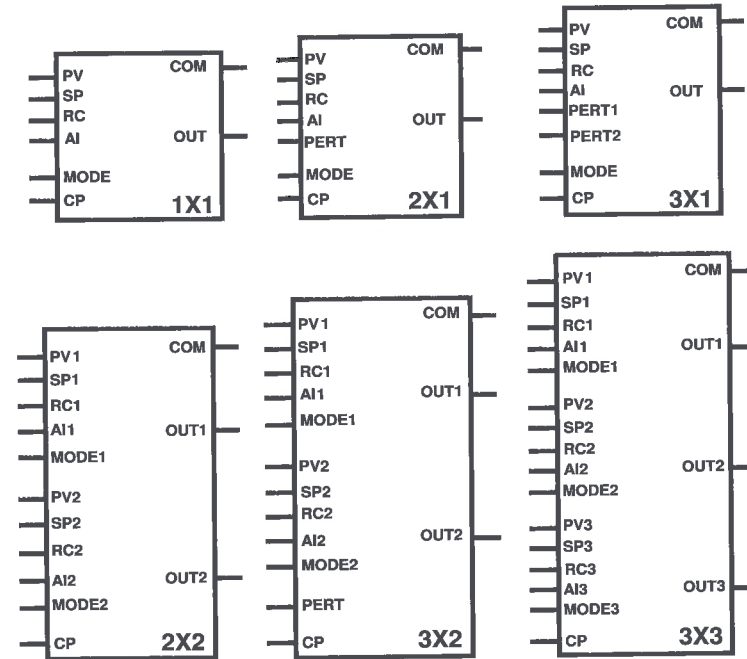 PV
COM
SP
RC
AI
OUT
MODE
CP
1X1
PV
COM
SP
RC
AI
OUT
PERT
MODE
CP
2X1
PV
COM
SP
RC
AI
OUT
PERT1
PERT2
MODE
CP
3X1
PV1
COM
SP1
RC1
AI1
OUT1
MODE1
PV2
SP2
RC2
AI2
OUT2
MODE2
CP
2X2
PV1
COM
SP1
RC1
AI1
OUT1
MODE1
PV2
SP2
RC2
AI2
OUT2
MODE2
PERT
CP
3X2
PV1
COM
SP1
RC1
AI1
OUT1
MODE1
PV2
SP2
RC2
AI2
OUT2
MODE2
PV3
SP3
RC3
AI3
OUT3
MODE3
CP
3X3